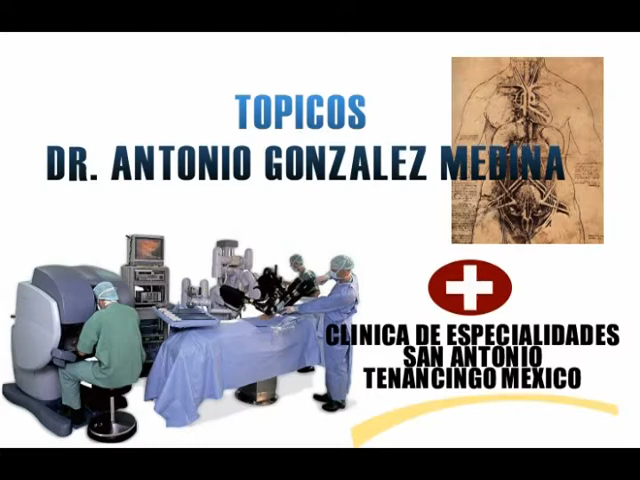 TOPICOS
DR. ANTONIO GONZALEZ MEDINA
CLINICA DE ESPECIALIDADES
SAN ANTONIO
TENANCINGO MEXICO